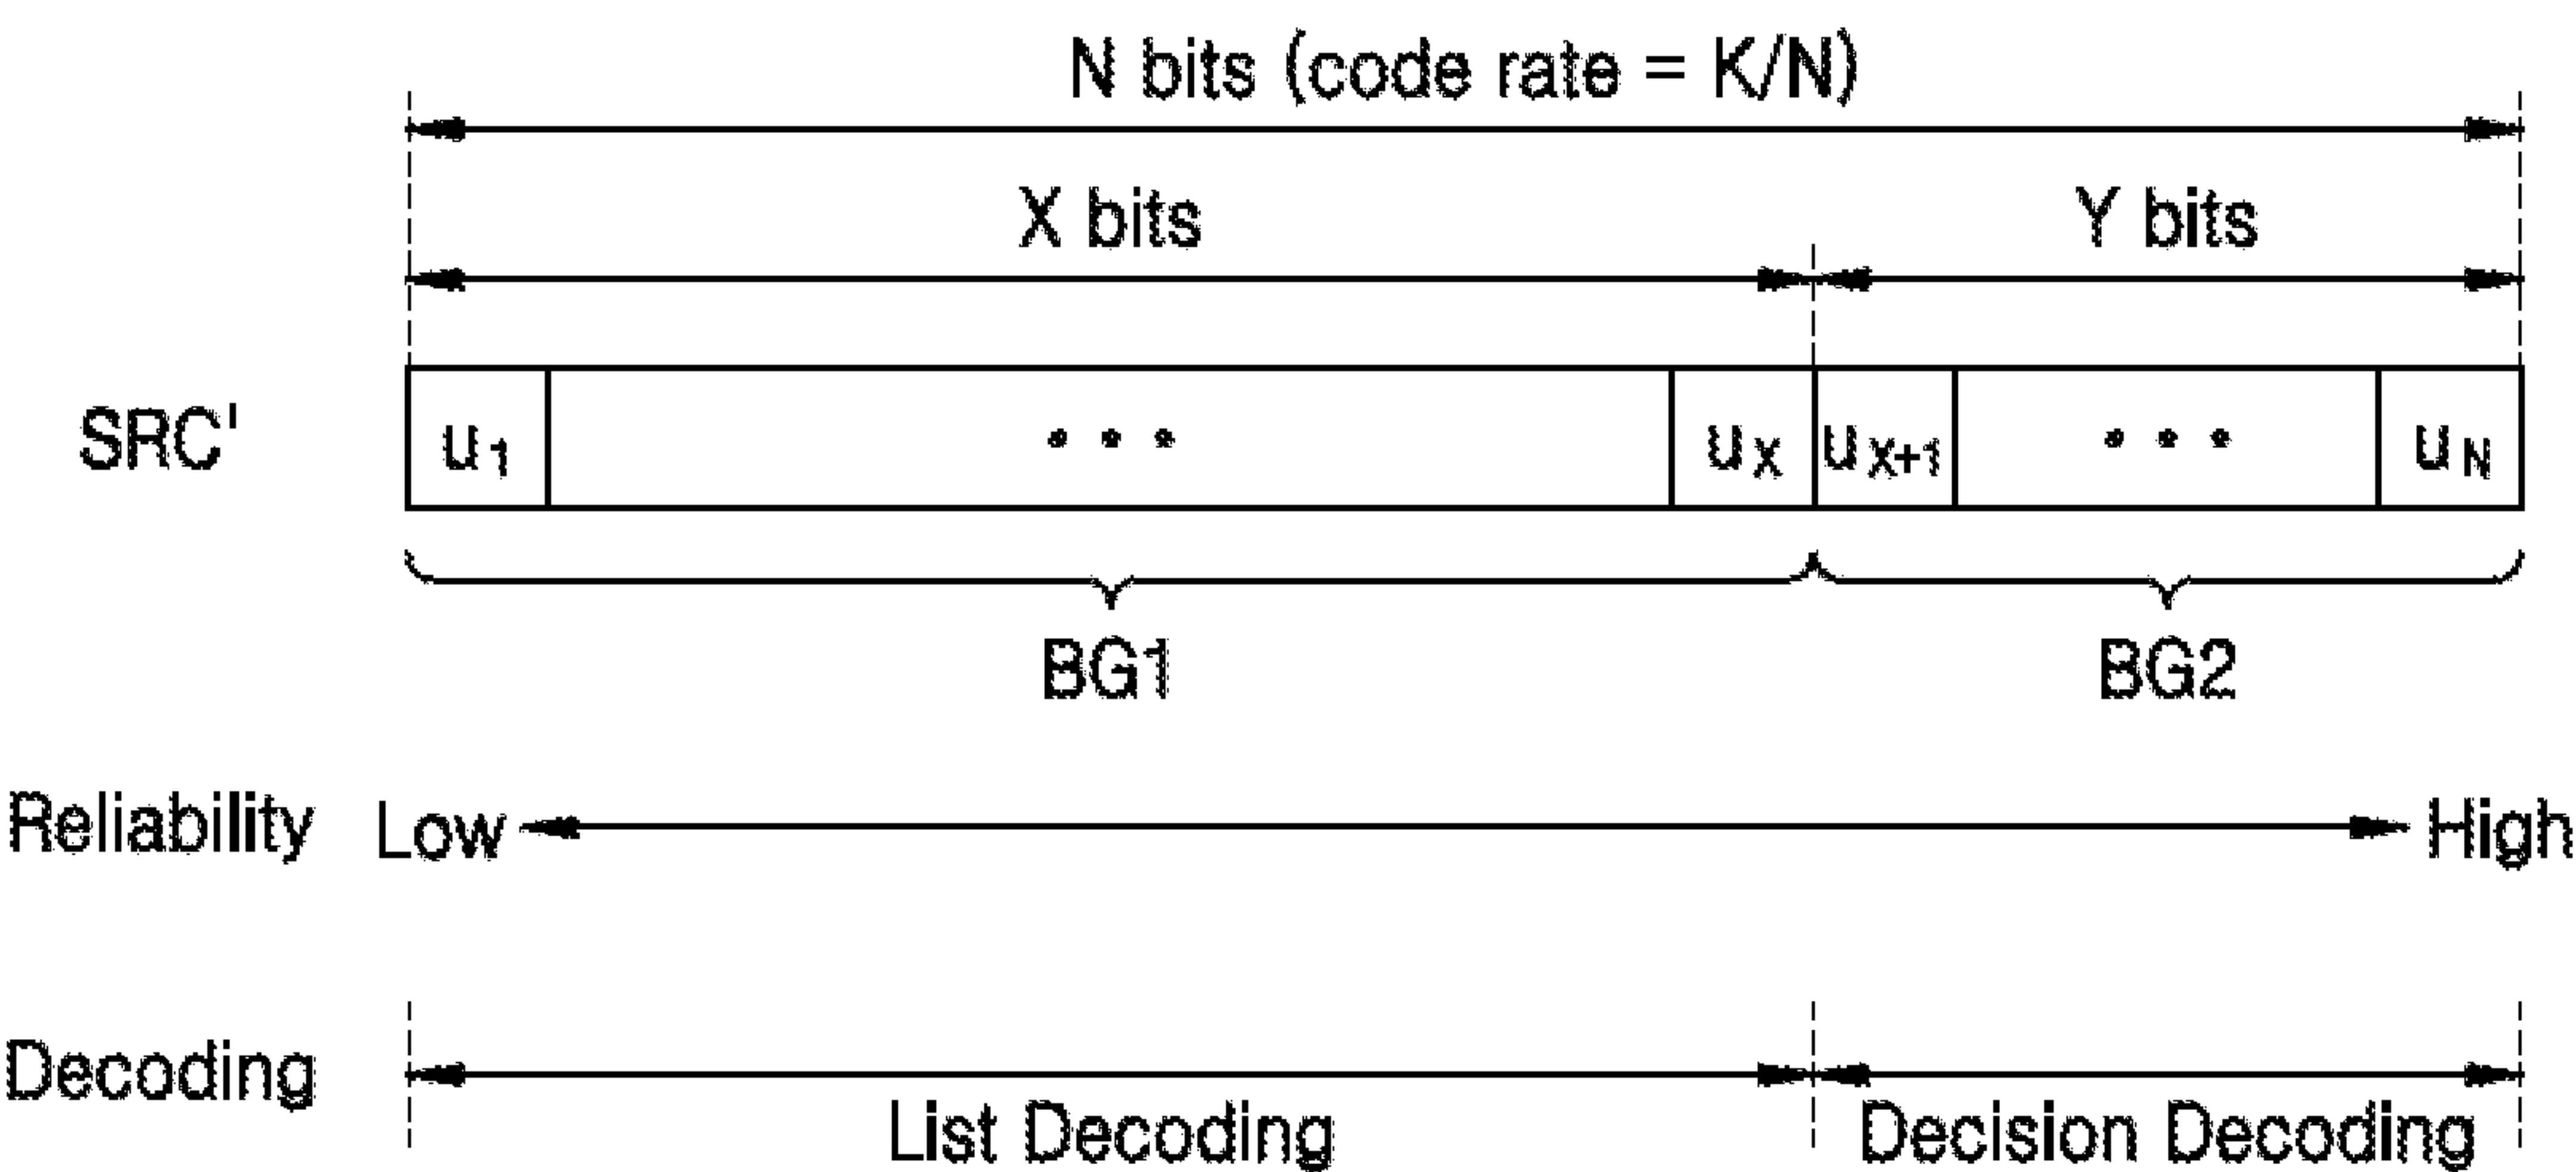 N bits (code rate = K/N)
X bits Y bits
SRC' u1 • • • uX uX+1 • • • uN
BG1 BG2
Reliability Low High
Decoding
List Decoding Decision Decoding